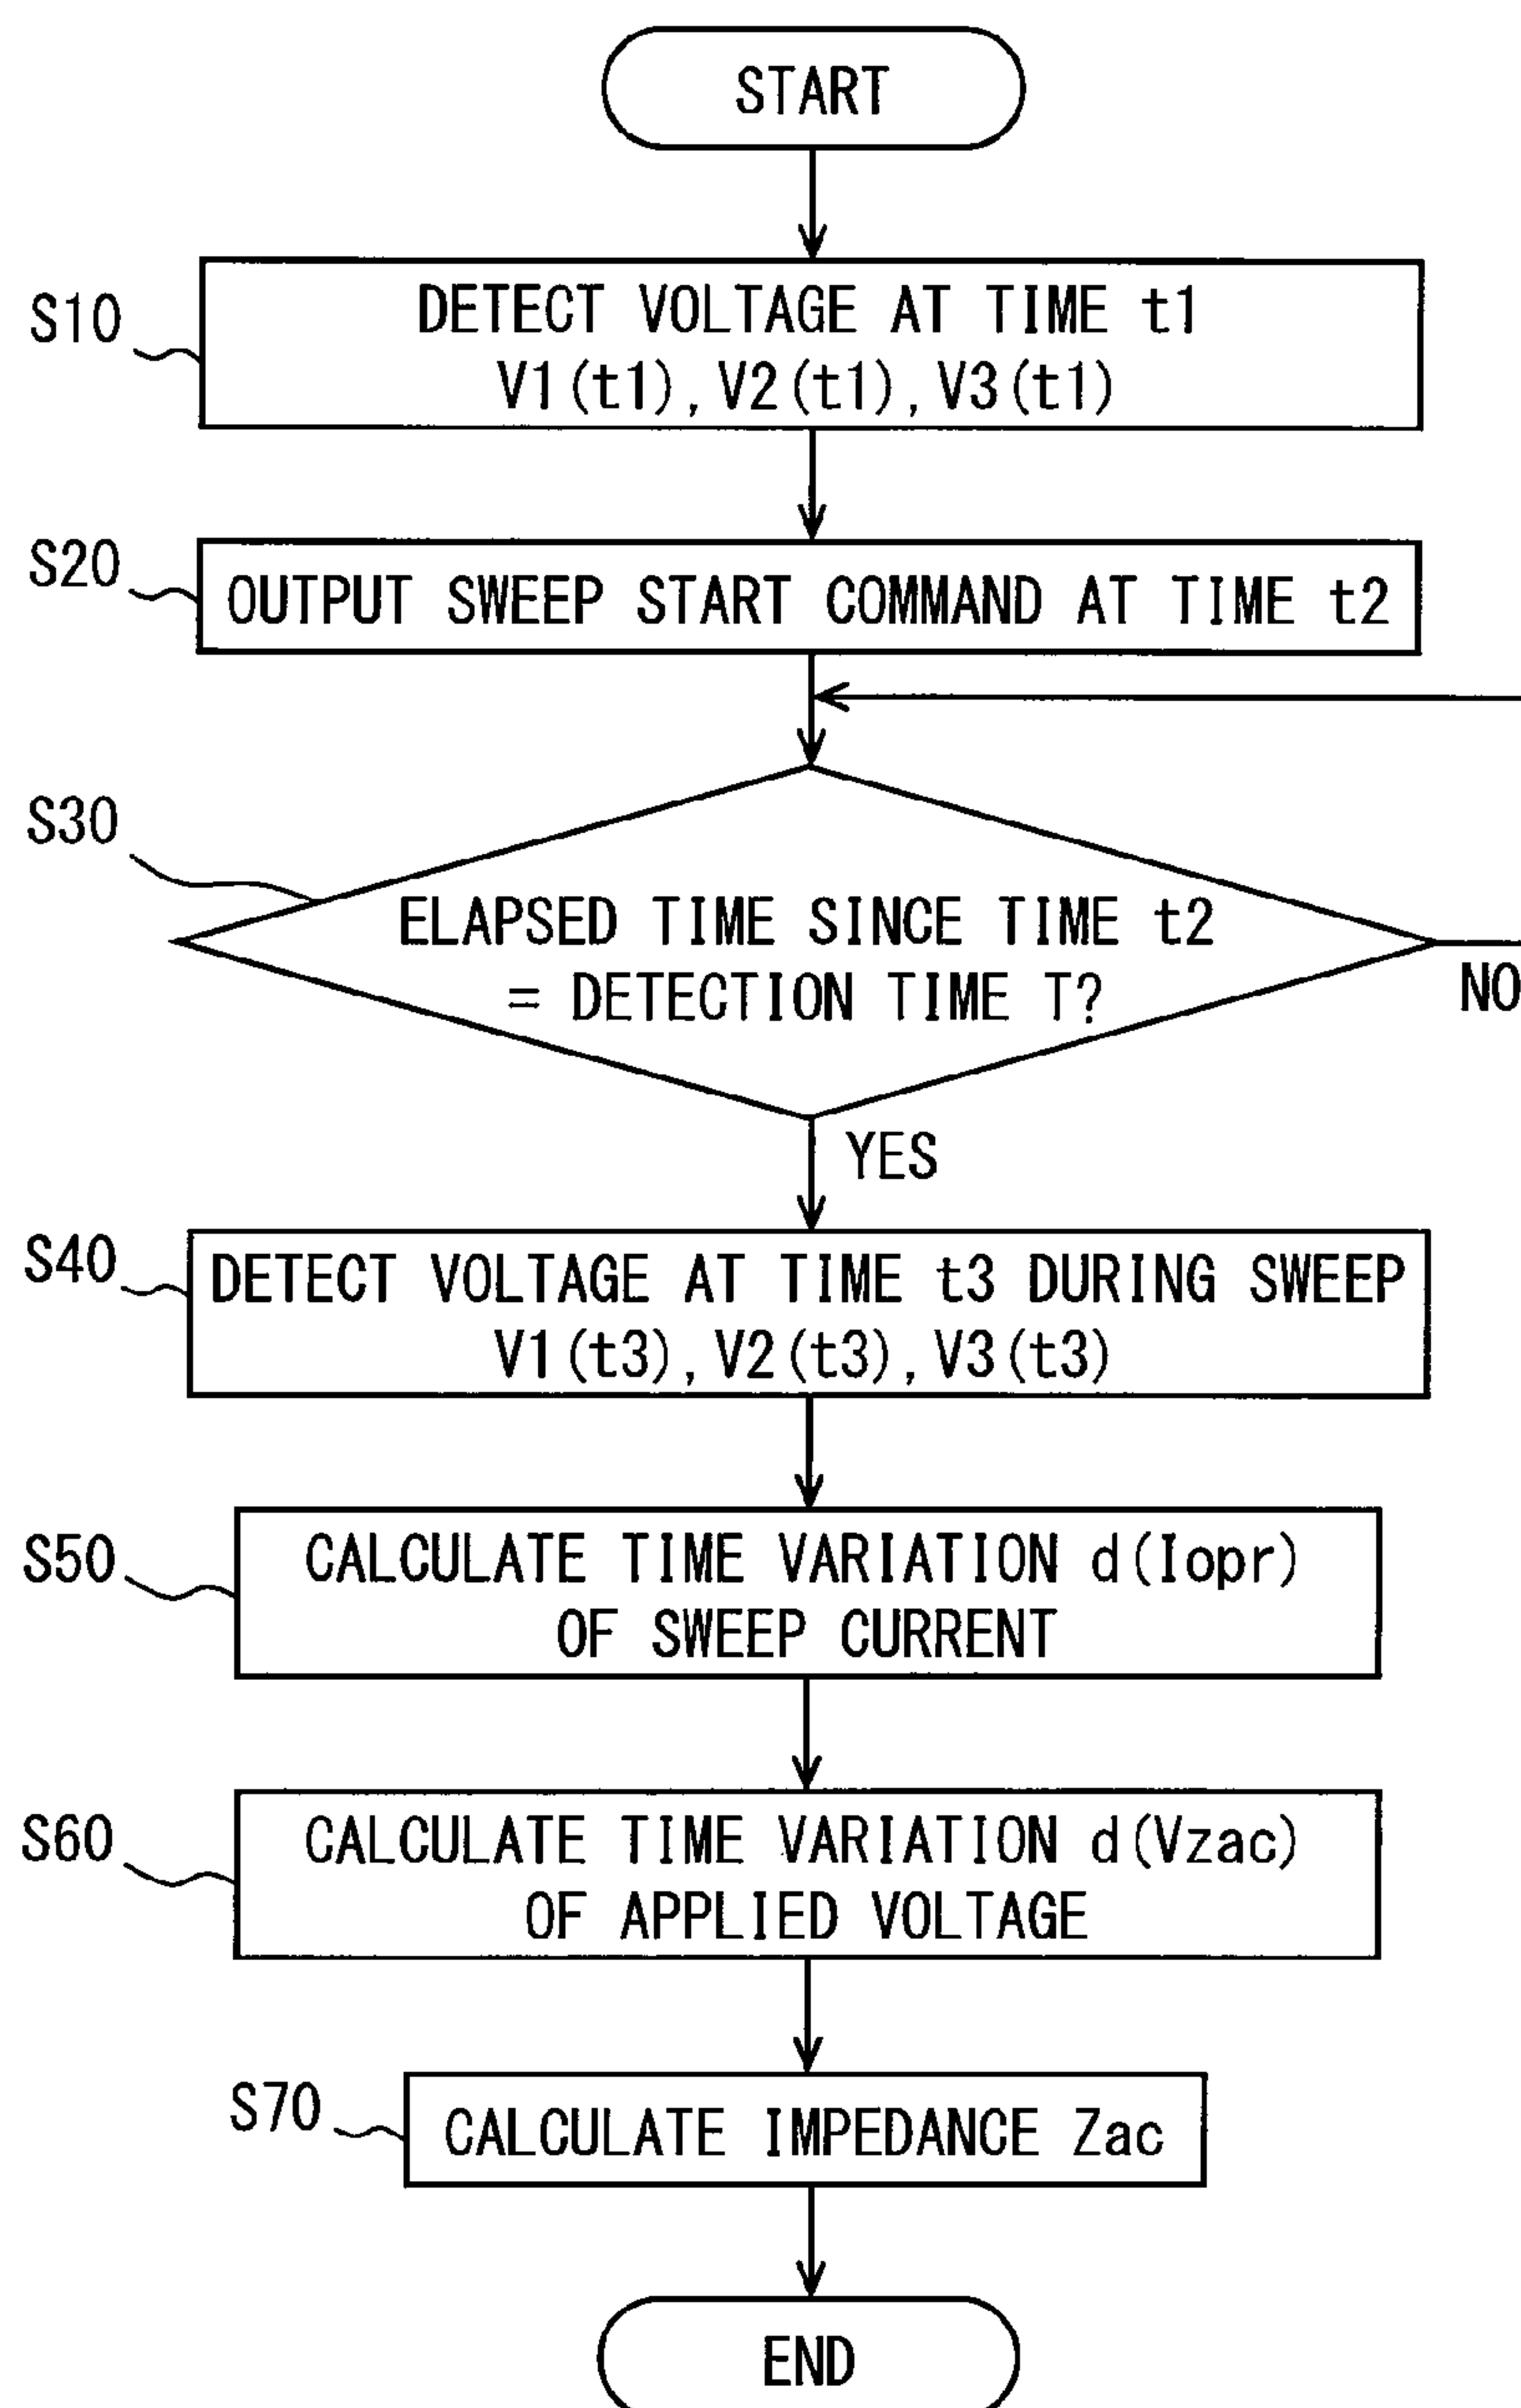 START
S10
DETECT VOLTAGE AT TIME t1
V1(t1), V2(t1), V3(t1)
S20
OUTPUT SWEEP START COMMAND AT TIME t2
S30
ELAPSED TIME SINCE TIME t2
= DETECTION TIME T?
NO
YES
S40
DETECT VOLTAGE AT TIME t3 DURING SWEEP
V1(t3), V2(t3), V3(t3)
S50
CALCULATE TIME VARIATION d(Iopr)
OF SWEEP CURRENT
S60
CALCULATE TIME VARIATION d(Vzac)
OF APPLIED VOLTAGE
S70
CALCULATE IMPEDANCE Zac
END